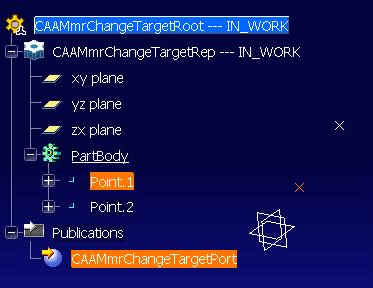 CAAMmrChangeTargetRoot --- IN_WORK
CAAMmrChangeTargetRep --- IN_WORK
xy plane
yz plane
zx plane
PartBody
Point.1
Point.2
Publications
CAAMmrChangeTargetPort